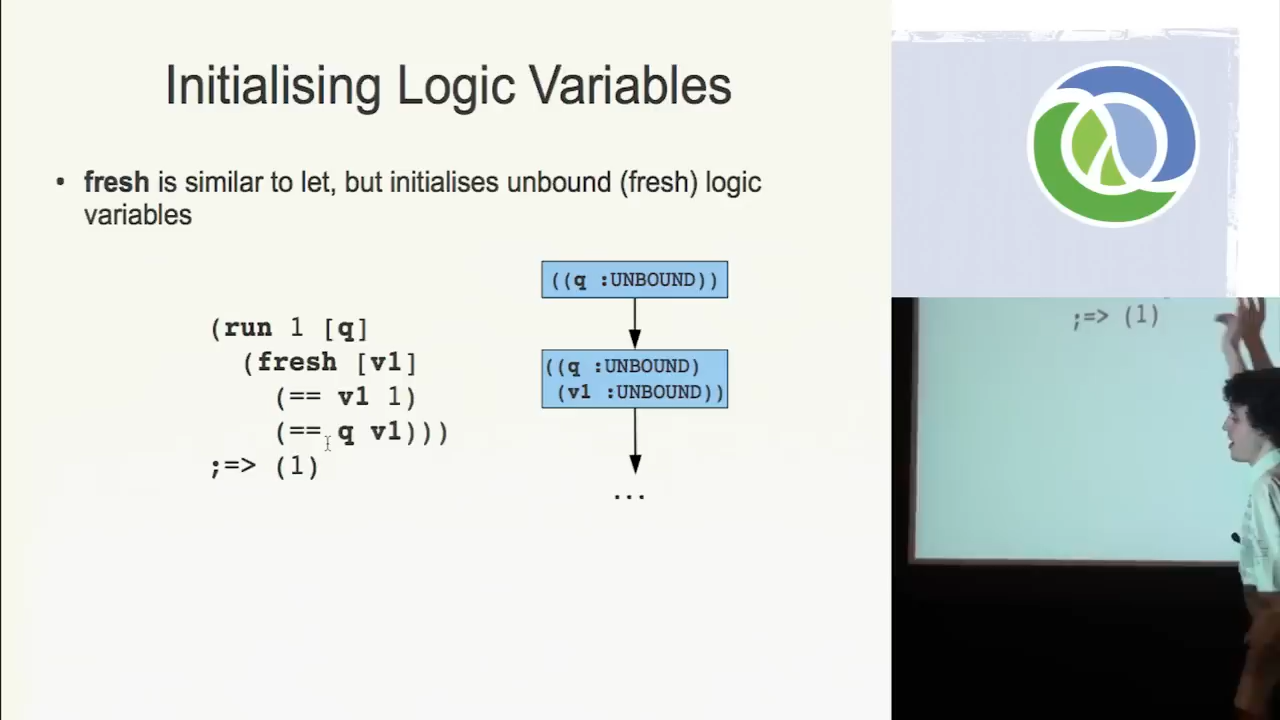 Initialising Logic Variables
• fresh is similar to let, but initialises unbound (fresh) logic
variables
(run 1 [q]
(fresh [v1]
(== v1 1)
(== q v1)))
;=> (1)
((q :UNBOUND))
((q :UNBOUND)
(v1 :UNBOUND))
...
;=> (1)